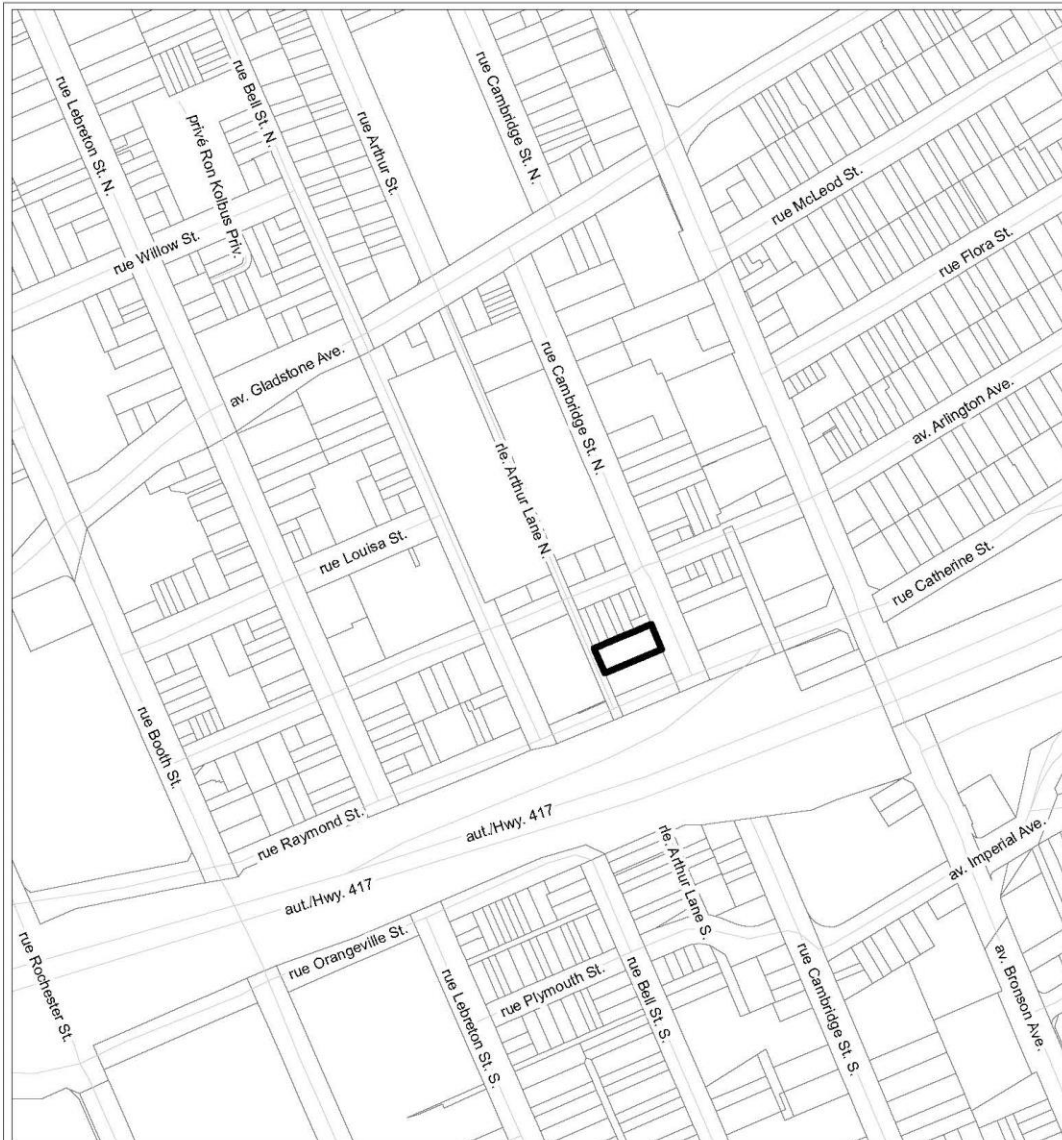 rue Lebreton St. N.
rue Bell St. N.
rue Cambridge St. N.
rue Arthur St.
privé Ron Kolbus Priv.
rue McLeod St.
rue Willow St.
rue Flora St.
av. Gladstone Ave.
rue Cambridge St. N.
av. Arlington Ave.
rle. Arthur Lane N.
rue Louisa St.
rue Catherine St.
rue Booth St.
rue Raymond St.
aut./Hwy. 417
aut./Hwy. 417
rle. Arthur Lane S.
av. Imperial Ave.
rue Orangeville St.
rue Rochester St.
rue Plymouth St.
rue Lebreton St. S.
rue Bell St. S.
rue Cambridge St. S.
av. Bronson Ave.